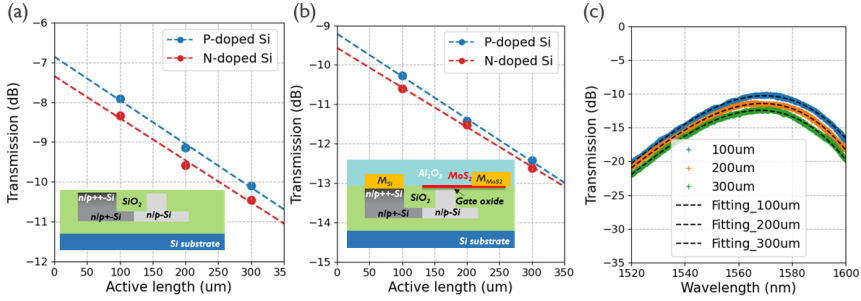 (a)
−6
−7
−8
−9
−10
−11
−12
Transmission (dB)
P-doped Si
N-doped Si
n/p++-Si
SiO2
n/p+-Si
n/p-Si
Si substrate
0 50 100 150 200 250 300 350
Active length (um)
(b)
−9
−10
−11
−12
−13
−14
−15
Transmission (dB)
P-doped Si
N-doped Si
Al2O3
MoS2
MSi
MMoS2
n/p++-Si
SiO2
Gate oxide
n/p+-Si
n/p-Si
Si substrate
0 50 100 150 200 250 300 350
Active length (um)
(c)
0
−5
−10
−15
−20
−25
−30
−35
Transmission (dB)
100um
200um
300um
Fitting_100um
Fitting_200um
Fitting_300um
1520 1540 1560 1580 1600
Wavelength (nm)